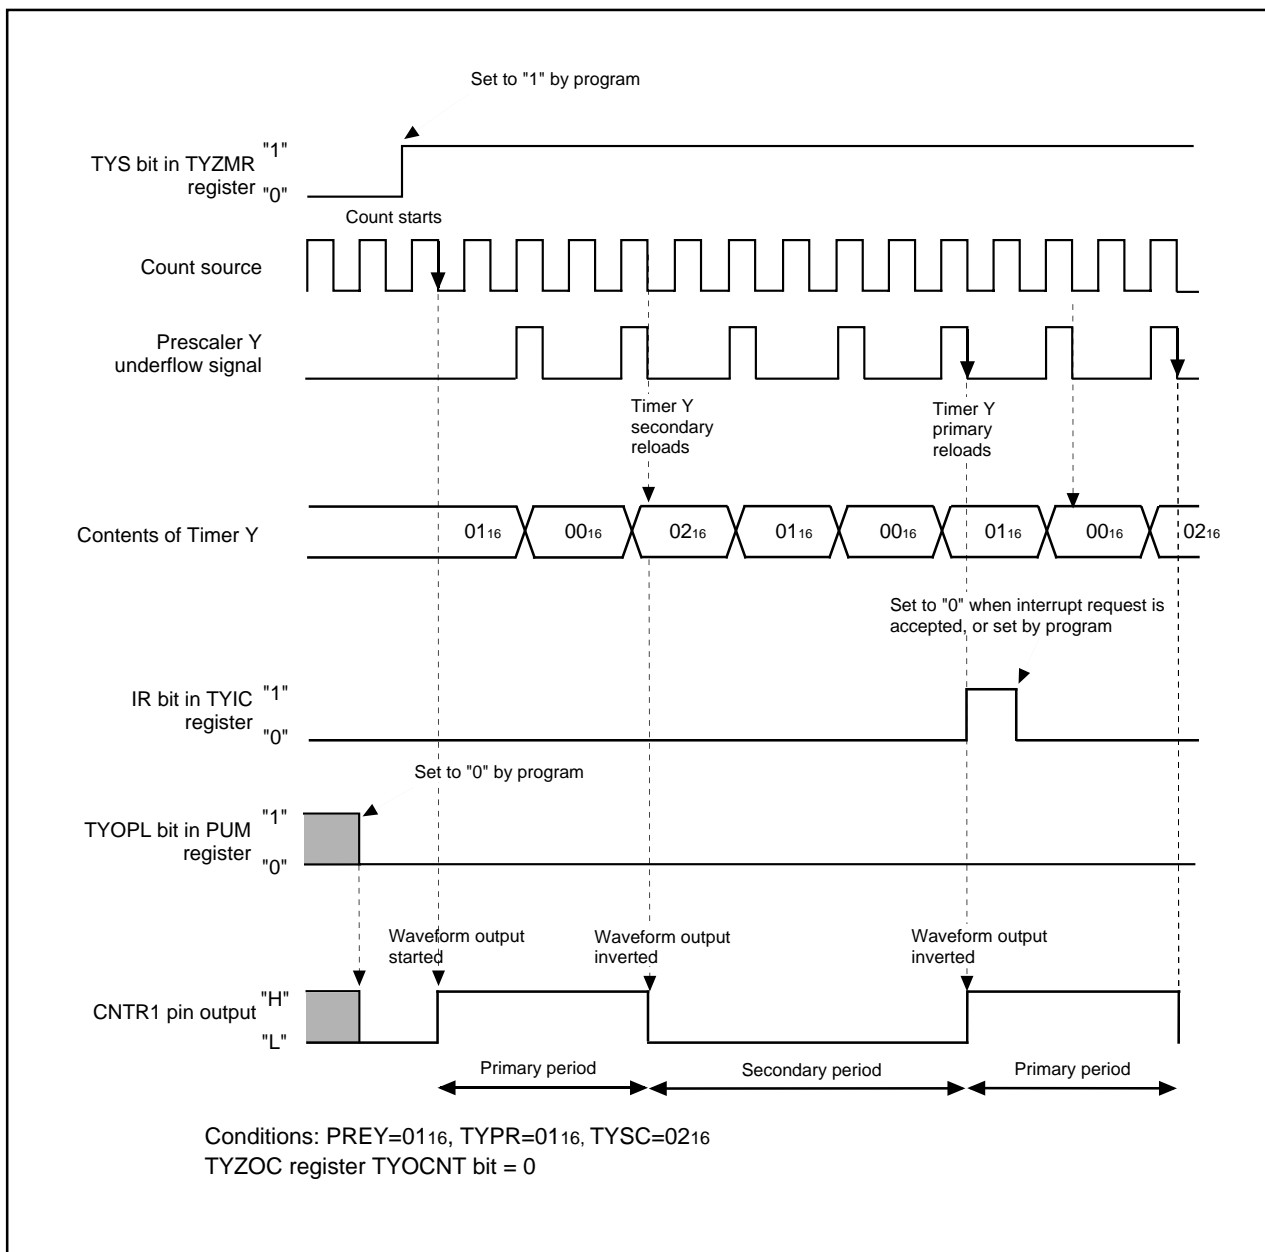 Set to "1" by program
"1"
TYS bit in TYZMR
register
"0"
Count starts
Count source
Prescaler Y
underflow signal
Timer Y
secondary
reloads
Timer Y
primary
reloads
Contents of Timer Y
0116 0016 0216 0116 0016 0116 0016 0216
Set to "0" when interrupt request is
accepted, or set by program
"1"
IR bit in TYIC
register
"0"
Set to "0" by program
"1"
TYOPL bit in PUM
register
"0"
Waveform output
started
Waveform output
inverted
Waveform output
inverted
"H"
CNTR1 pin output
"L"
Primary period
Secondary period
Primary period
Conditions: PREY=0116, TYPR=0116, TYSC=0216
TYZOC register TYOCNT bit = 0